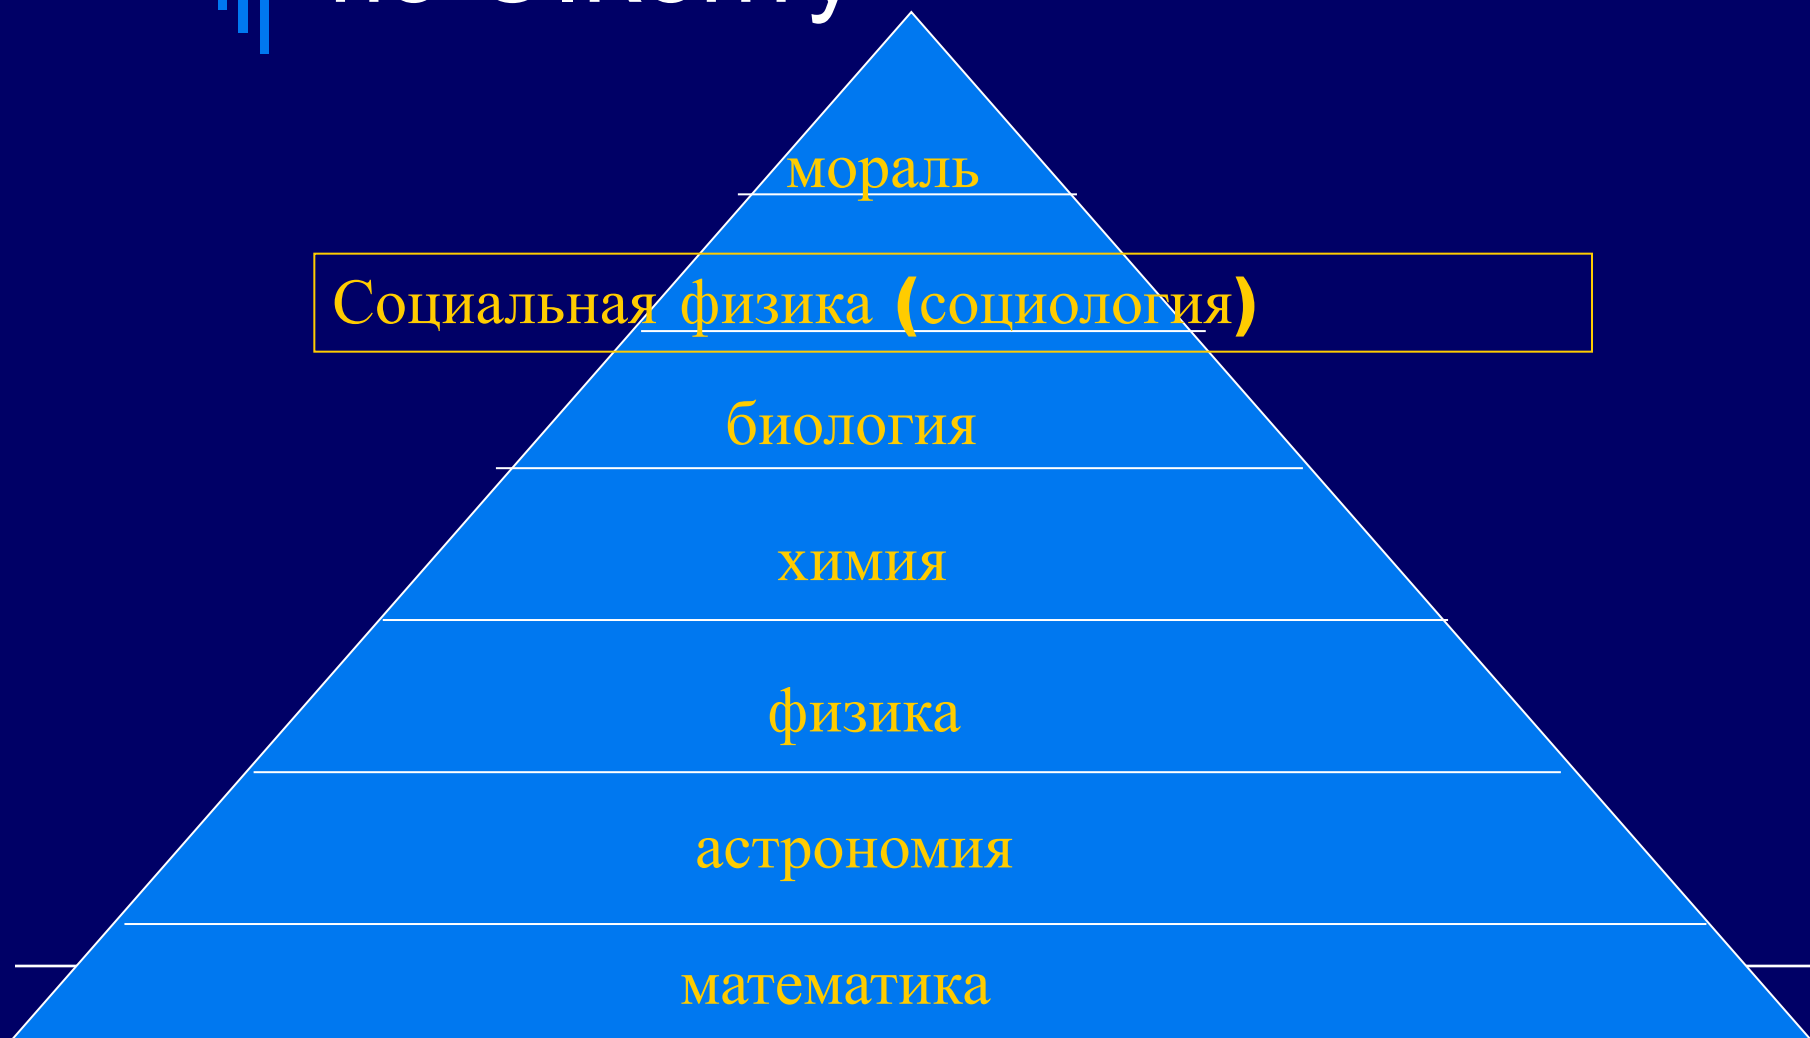 мораль
Социальная физика (социология)
биология
химия
физика
астрономия
математика